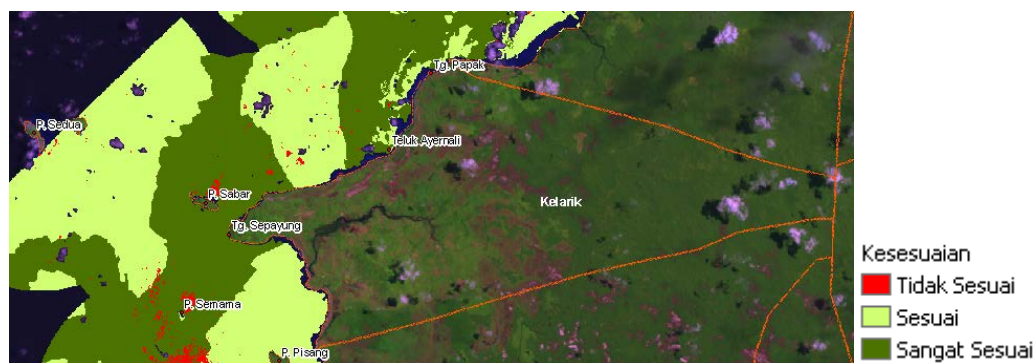 Tg. Papak
P. Sedua
Teluk Ayernali
P. Sabar
Kelarik
Tg. Sepayung
P. Semama
P. Pisang
Kesesuaian
Tidak Sesuai
Sesuai
Sangat Sesuai